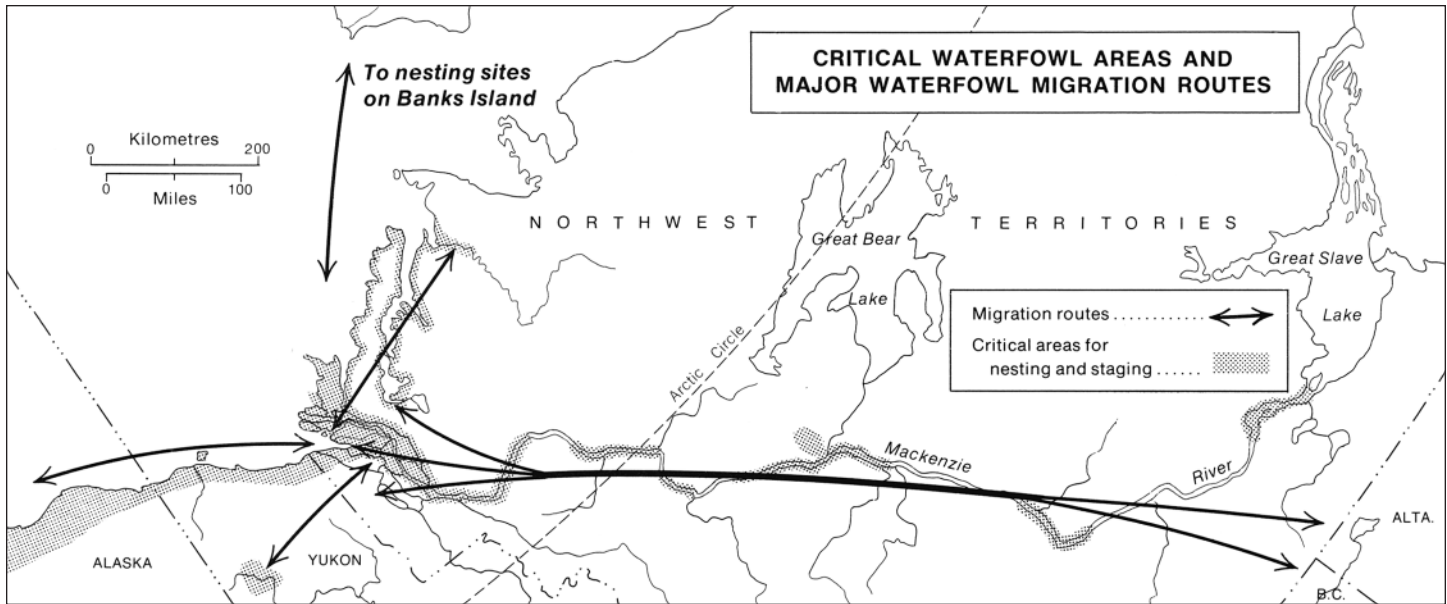 CRITICAL WATERFOWL AREAS AND
MAJOR WATERFOWL MIGRATION ROUTES
To nesting sites
on Banks Island
Kilometres
0 200
0 100
Miles
NORTHWEST TERRITORIES
Great Bear
Lake
Great Slave
Lake
Migration routes ...........
Critical areas for
nesting and staging ......
Arctic Circle
Mackenzie
River
ALASKA
YUKON
ALTA.
B.C.